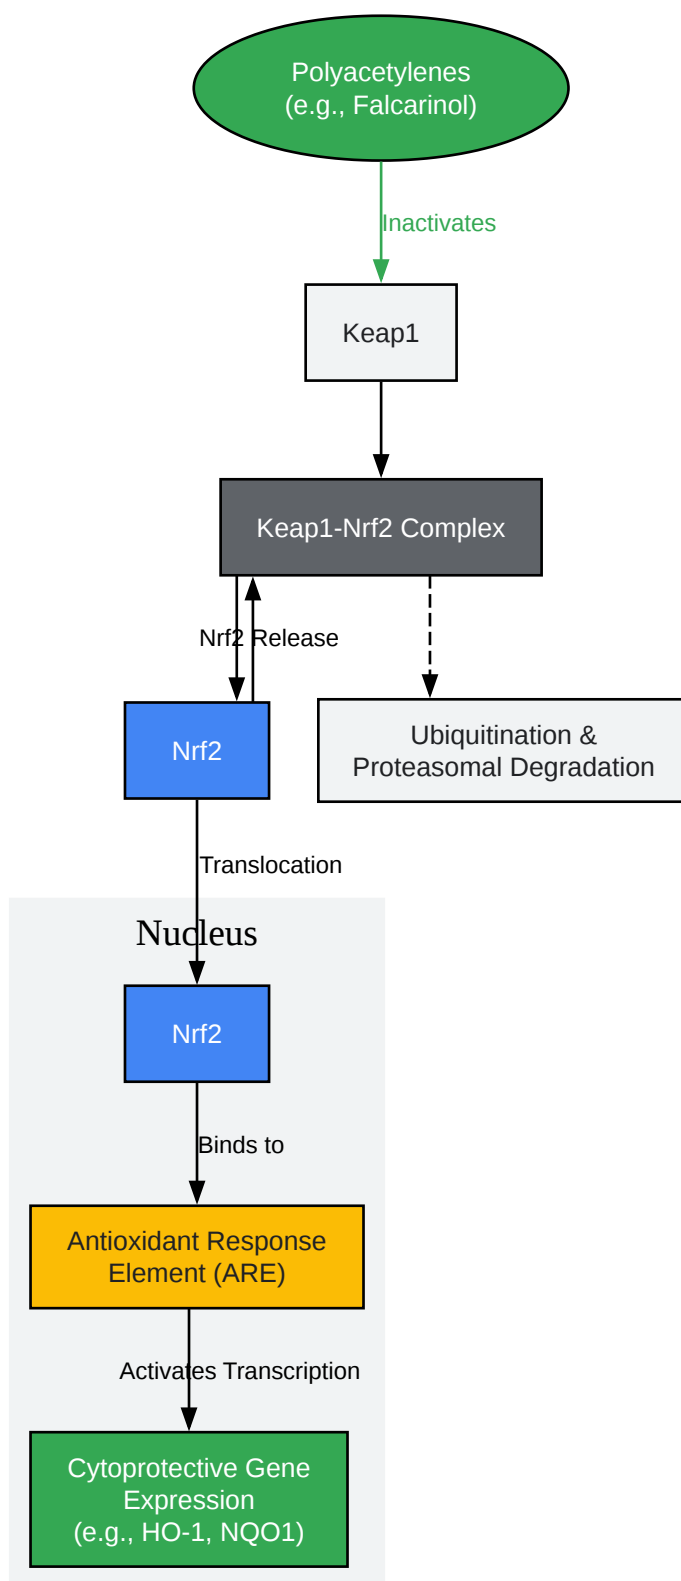 Polyacetylenes
(e.g., Falcarinol)
Inactivates
Keap1
Keap1-Nrf2 Complex
Nrf2 Release
Nrf2
Ubiquitination &
Proteasomal Degradation
Translocation
Nucleus
Nrf2
Binds to
Antioxidant Response
Element (ARE)
Activates Transcription
Cytoprotective Gene
Expression
(e.g., HO-1, NQO1)